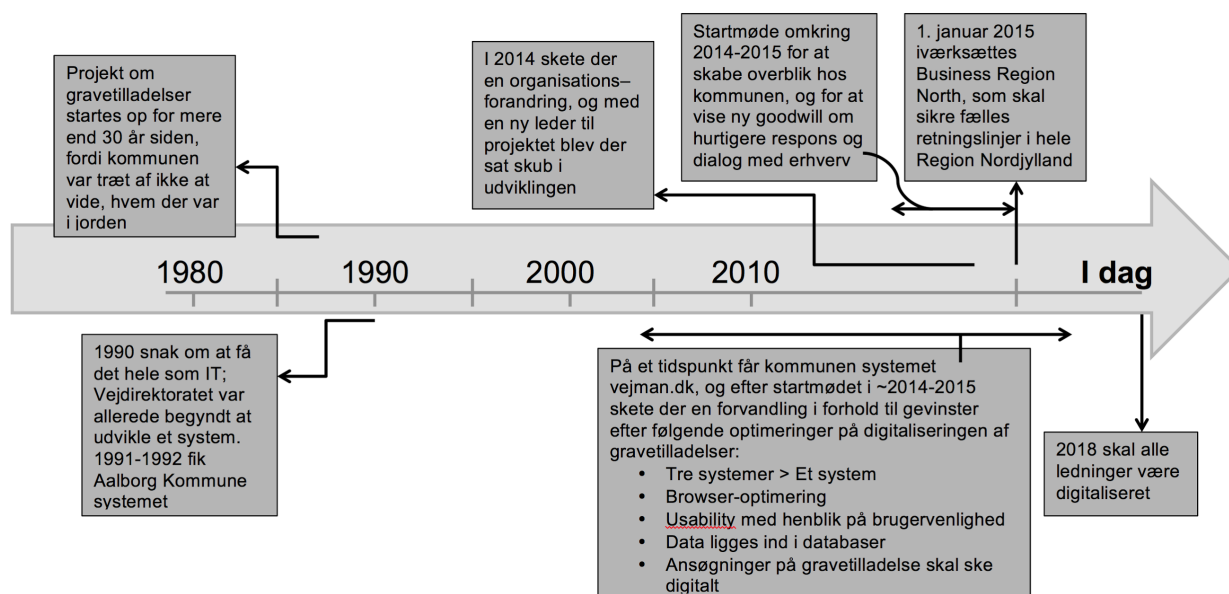 Projekt om
gravetilladelser
startes op for mere
end 30 år siden,
fordi kommunen
var træt af ikke at
vide, hvem der var
i jorden
I 2014 skete der
en organisations–
forandring, og med
en ny leder til
projektet blev der
sat skub i
udviklingen
Startmøde omkring
2014-2015 for at
skabe overblik hos
kommunen, og for at
vise ny goodwill om
hurtigere respons og
dialog med erhverv
1. januar 2015
iværksættes
Business Region
North, som skal
sikre fælles
retningslinjer i hele
Region Nordjylland
1980 1990 2000 2010 I dag
1990 snak om at få
det hele som IT;
Vejdirektoratet var
allerede begyndt at
udvikle et system.
1991-1992 fik
Aalborg Kommune
systemet
På et tidspunkt får kommunen systemet
vejman.dk, og efter startmødet i ~2014-2015
skete der en forvandling i forhold til gevinster
efter følgende optimeringer på digitaliseringen af
gravetilladelser:
• Tre systemer > Et system
• Browser-optimering
• Usability med henblik på brugervenlighed
• Data ligges ind i databaser
• Ansøgninger på gravetilladelse skal ske
digitalt
2018 skal alle
ledninger være
digitaliseret